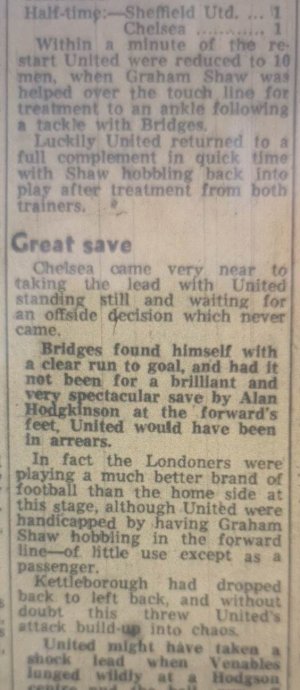 Half-time:—Sheffield Utd. ... 1
Chelsea ............ 1
Within a minute of the re-
start United were reduced to 10
men, when Graham Shaw was
helped over the touch line for
treatment to an ankle following
a tackle with Bridges.
Luckily United returned to a
full complement in quick time
with Shaw hobbling back into
play after treatment from both
trainers.
Great save
Chelsea came very near to
taking the lead with United
standing still and waiting for
an offside decision which never
came.
Bridges found himself with
a clear run to goal, and had it
not been for a brilliant and
very spectacular save by Alan
Hodgkinson at the forward's
feet, United would have been
in arrears.
In fact the Londoners were
playing a much better brand of
football than the home side at
this stage, although United were
handicapped by having Graham
Shaw hobbling in the forward
line—of little use except as a
passenger.
Kettleborough had dropped
back to left back, and without
doubt this threw United's
attack build-up into chaos.
United might have taken a
shock lead when Venables
lunged wildly at a Hodgson
centre and the